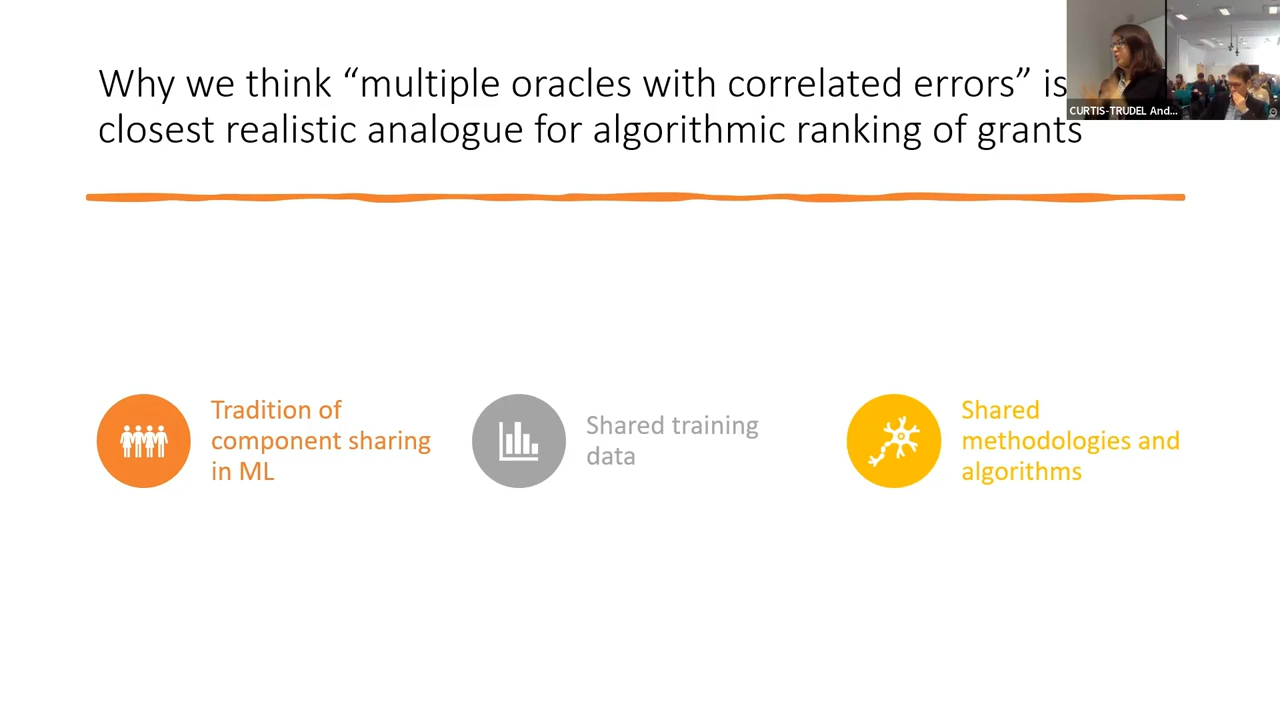 Why we think “multiple oracles with correlated errors” is
closest realistic analogue for algorithmic ranking of grants
CURTIS-TRUDEL And...
Tradition of
component sharing
in ML
Shared training
data
Shared
methodologies and
algorithms